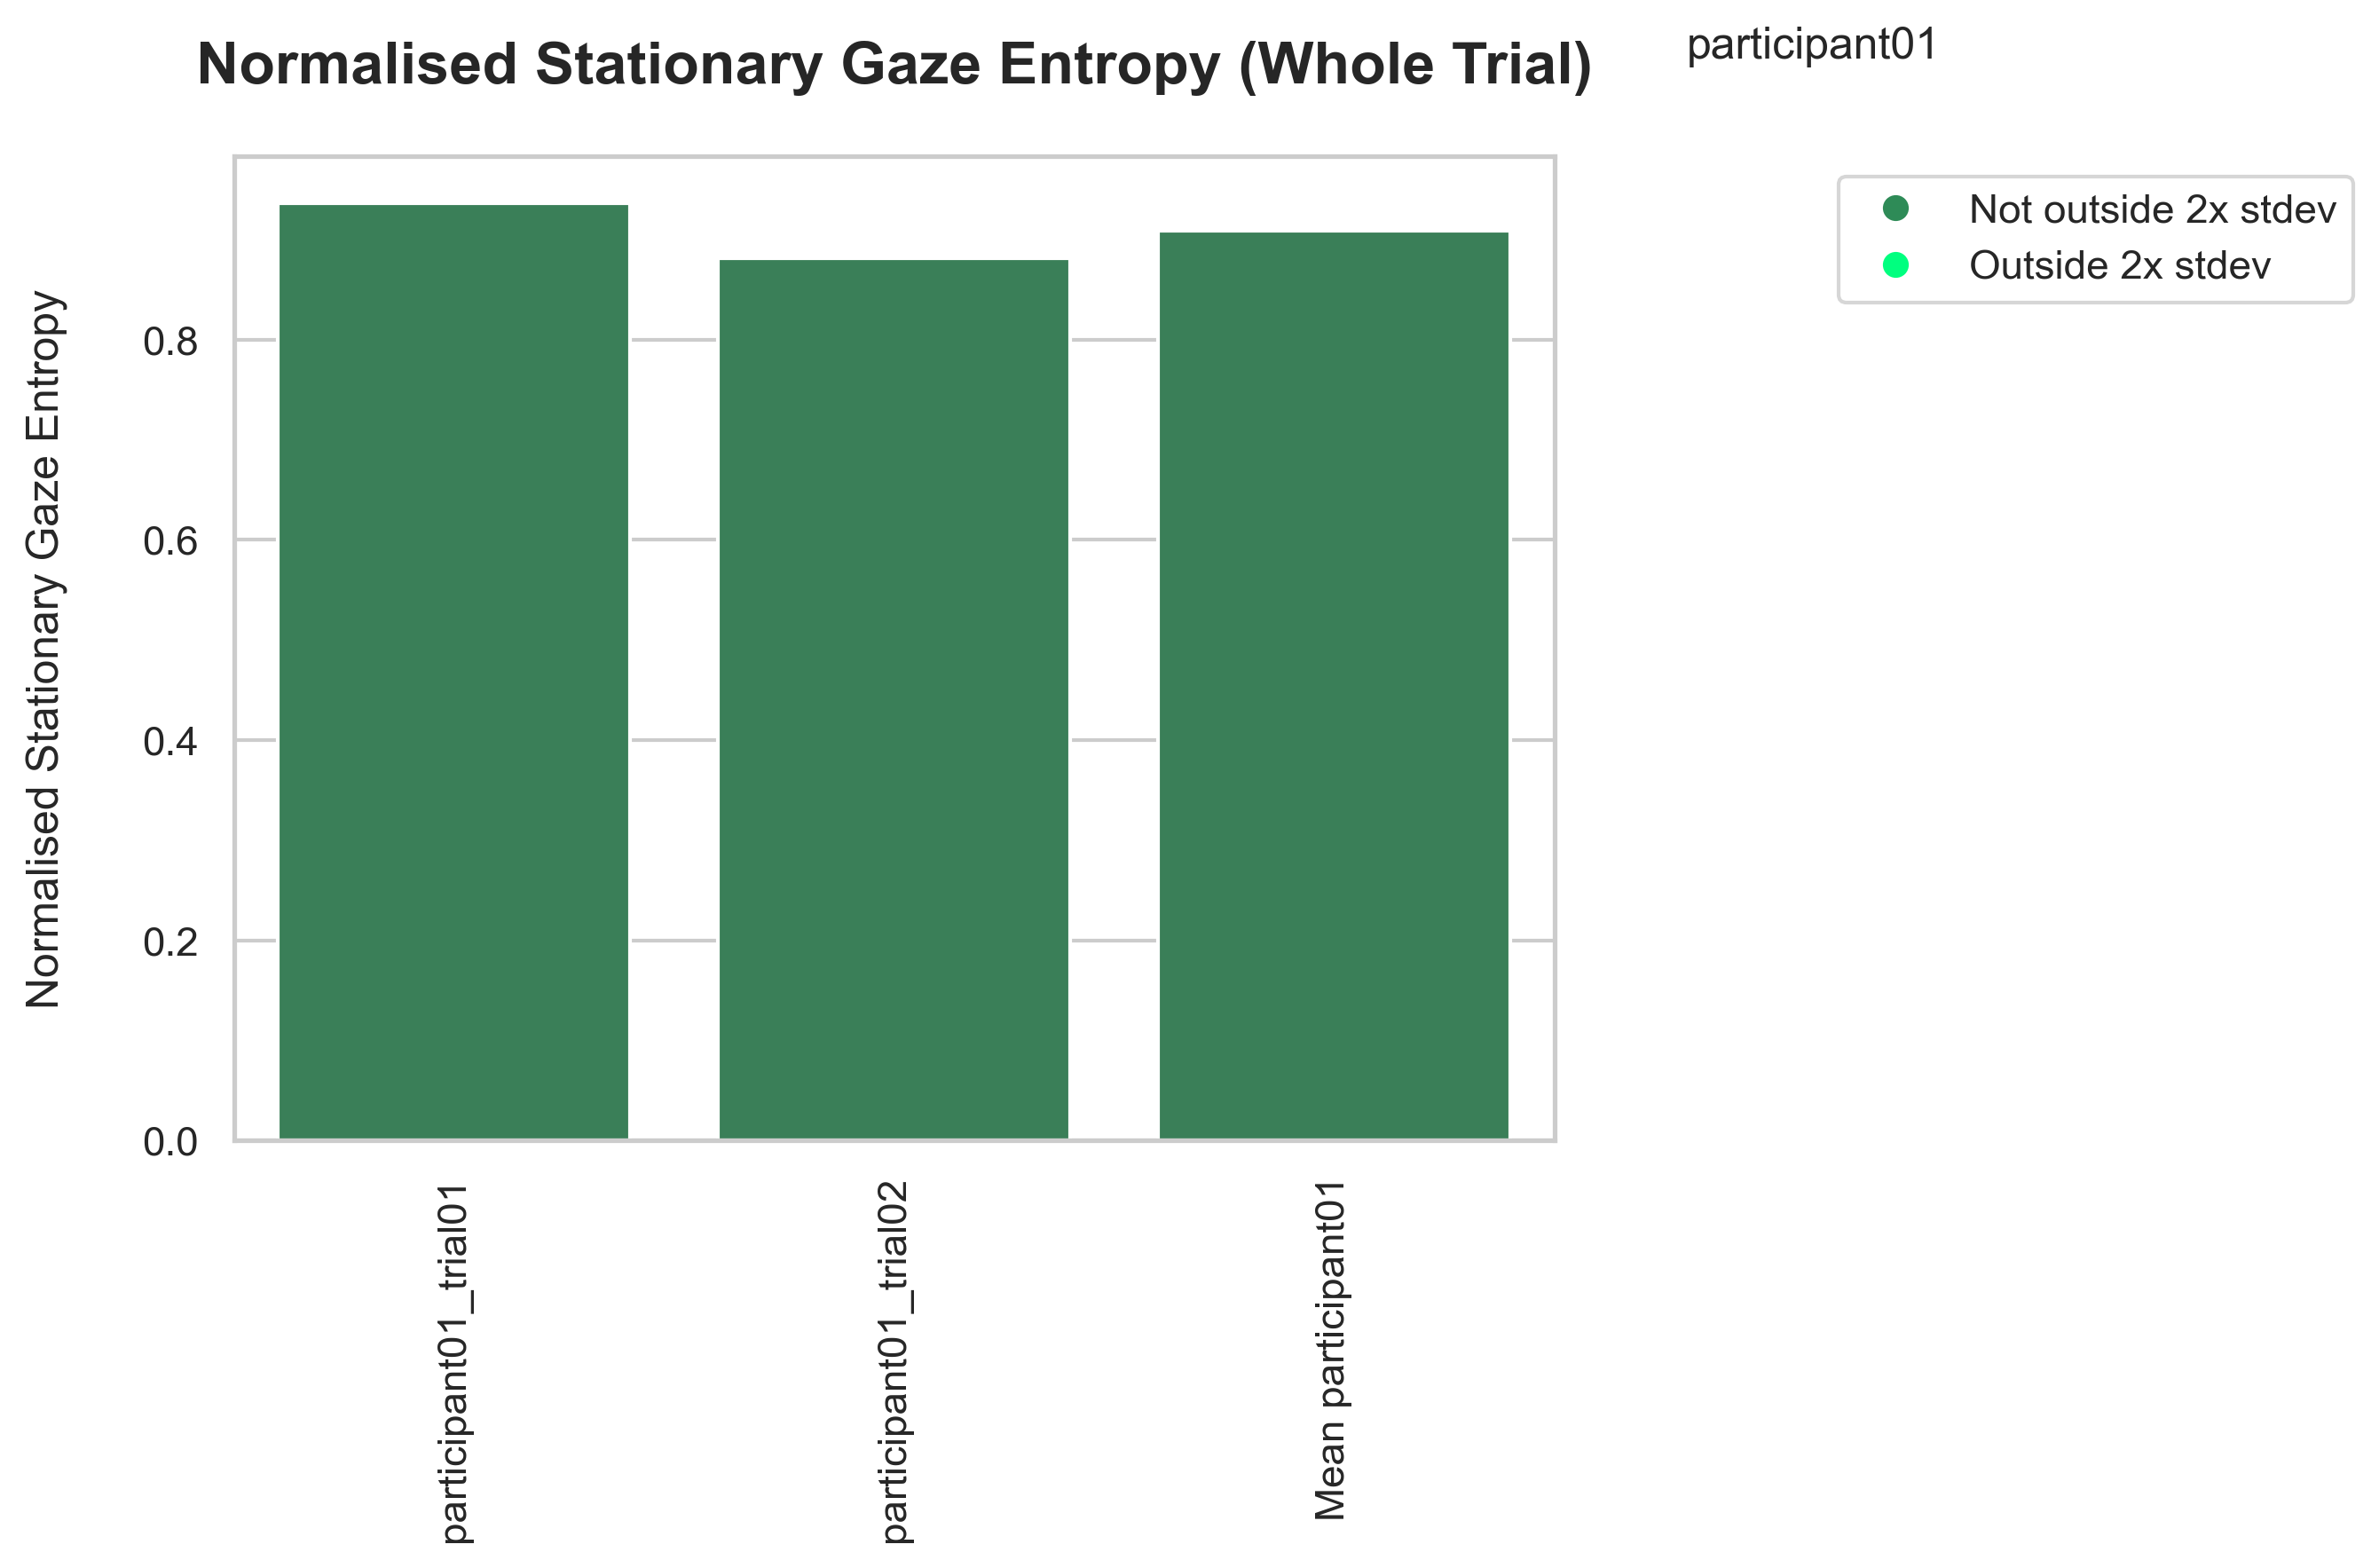 Normalised Stationary Gaze Entropy (Whole Trial)
participant01
Not outside 2x stdev
Outside 2x stdev
Normalised Stationary Gaze Entropy
0.8
0.6
0.4
0.2
0.0
participant01_trial01
participant01_trial02
Mean participant01